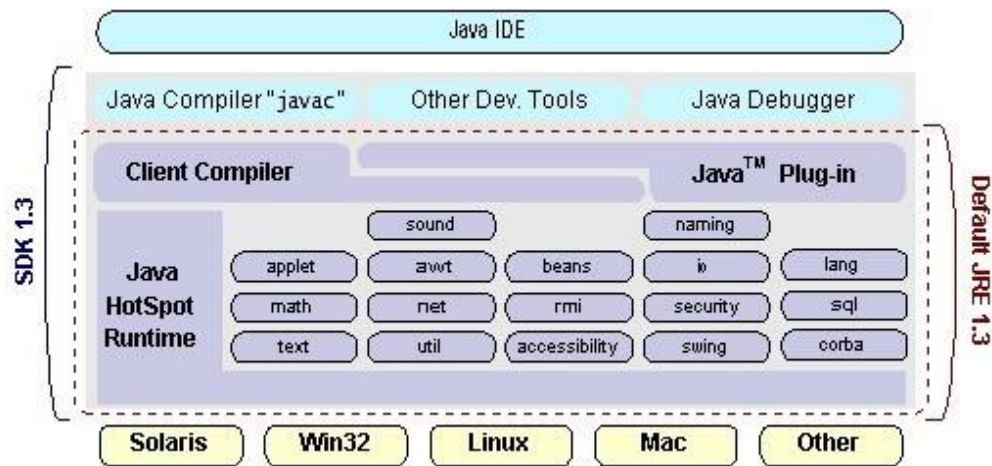 Java IDE
Java Compiler "javac"
Other Dev. Tools
Java Debugger
SDK 1.3
Default JRE 1.3
Client Compiler
Java™ Plug-in
Java
HotSpot
Runtime
sound
naming
applet
awt
beans
io
lang
math
net
rmi
security
sql
text
util
accessibility
swing
corba
Solaris
Win32
Linux
Mac
Other